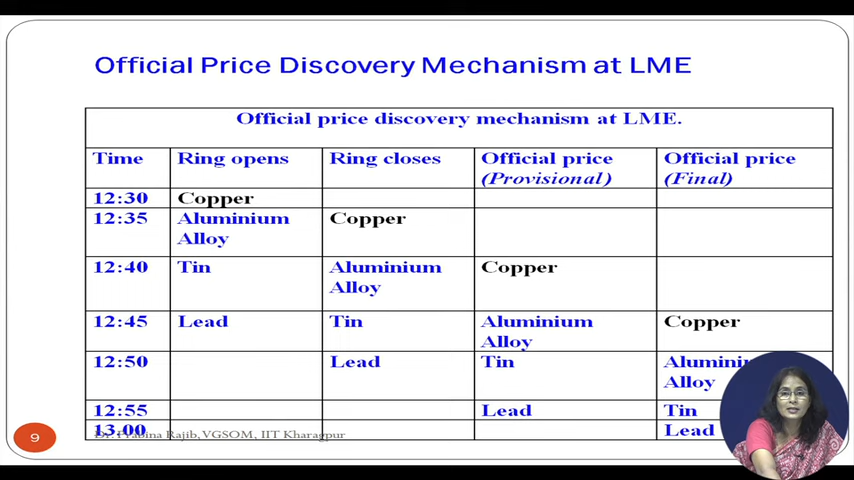 Official Price Discovery Mechanism at LME
Official price discovery mechanism at LME.
Time Ring opens Ring closes Official price Official price
(Provisional) (Final)
12:30 Copper
12:35 Aluminium Copper
Alloy
12:40 Tin Aluminium Copper
Alloy
12:45 Lead Tin Aluminium Copper
Alloy
12:50 Lead Tin
Alloy
12:55 Lead Tin
13.00 Lead
9 Dr. Prabina Rajib, VGSOM, IIT Kharagpur